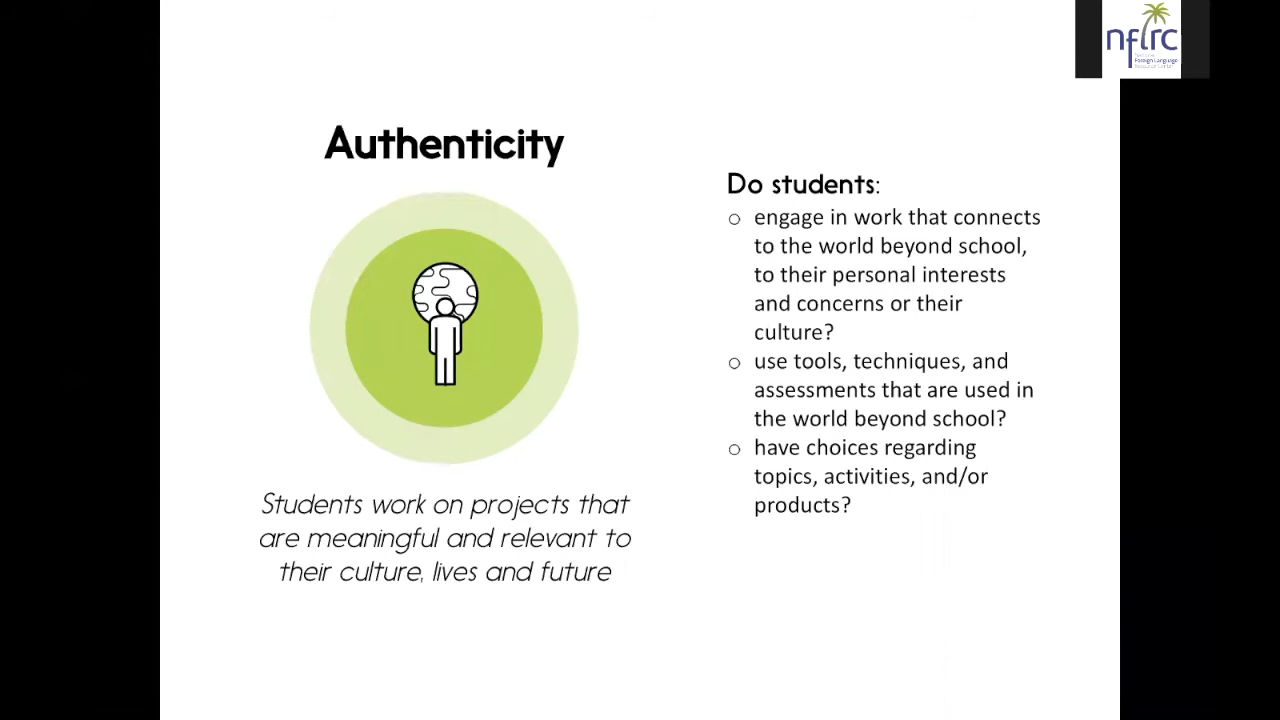 nflrc
Foreign Language
Authenticity
Students work on projects that
are meaningful and relevant to
their culture, lives and future
Do students:
o engage in work that connects
to the world beyond school,
to their personal interests
and concerns or their
culture?
o use tools, techniques, and
assessments that are used in
the world beyond school?
o have choices regarding
topics, activities, and/or
products?